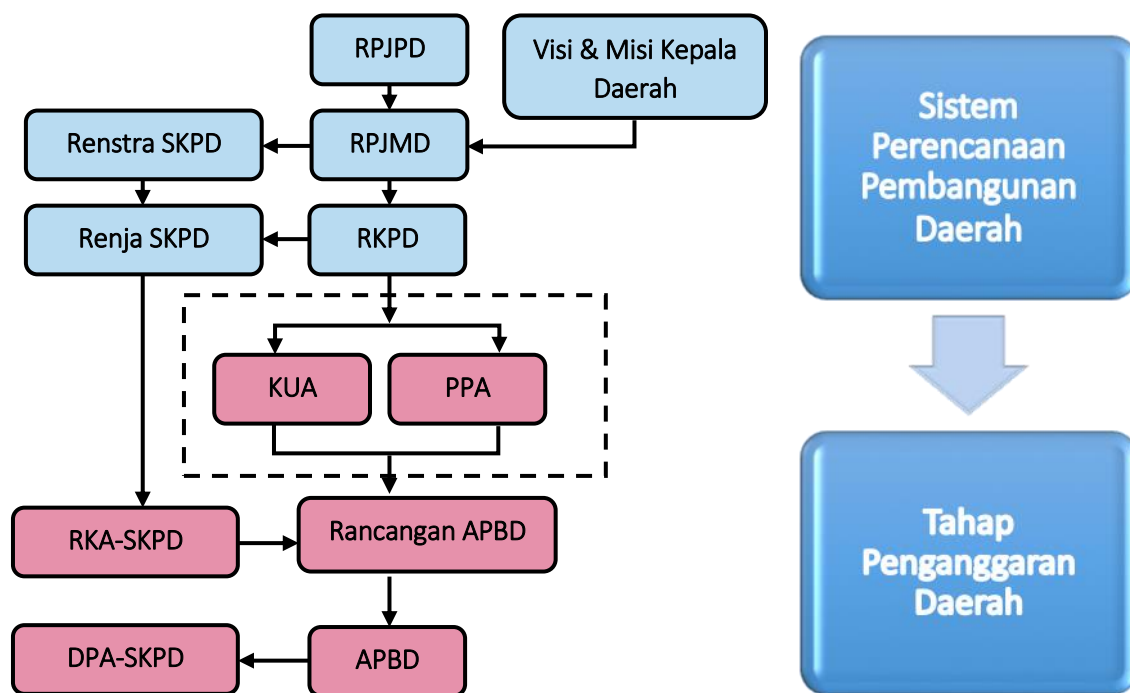 RPJPD
Visi & Misi Kepala
Daerah
Renstra SKPD
RPJMD
Renja SKPD
RKPD
KUA
PPA
RKA-SKPD
Rancangan APBD
DPA-SKPD
APBD
Sistem
Perencanaan
Pembangunan
Daerah
Tahap
Penganggaran
Daerah